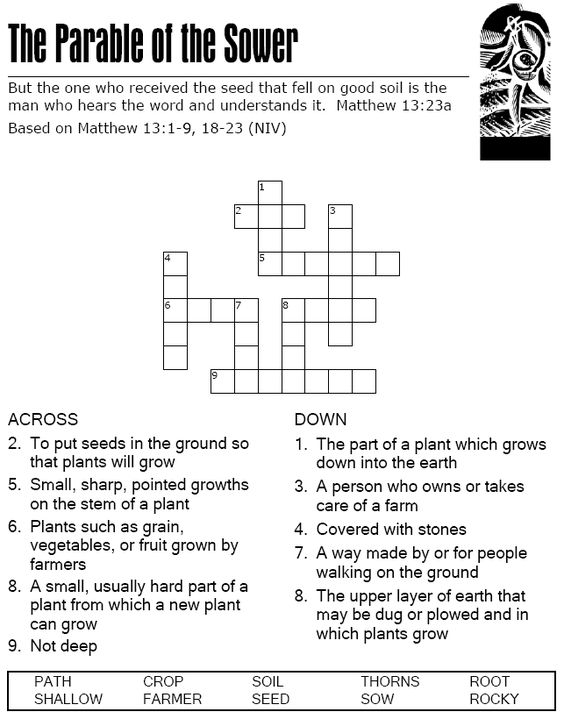 The Parable of the Sower
But the one who received the seed that fell on good soil is the
man who hears the word and understands it.  Matthew 13:23a
Based on Matthew 13:1-9, 18-23 (NIV)
1
2
3
4
5
6
7
8
9
ACROSS
2. To put seeds in the ground so
that plants will grow
5. Small, sharp, pointed growths
on the stem of a plant
6. Plants such as grain,
vegetables, or fruit grown by
farmers
8. A small, usually hard part of a
plant from which a new plant
can grow
9. Not deep
DOWN
1. The part of a plant which grows
down into the earth
3. A person who owns or takes
care of a farm
4. Covered with stones
7. A way made by or for people
walking on the ground
8. The upper layer of earth that
may be dug or plowed and in
which plants grow
PATH CROP SOIL THORNS ROOT
SHALLOW FARMER SEED SOW ROCKY